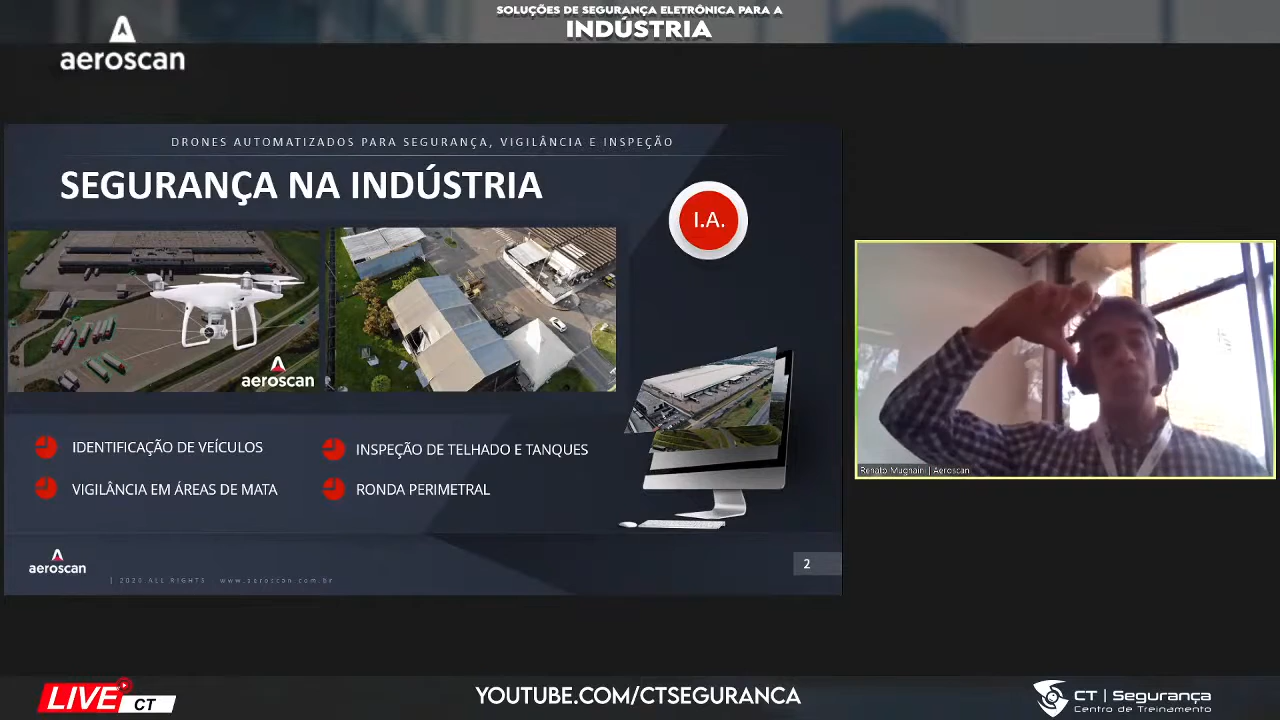 SOLUÇÕES DE SEGURANÇA ELETRÔNICA PARA A
INDÚSTRIA
aeroscan
DRONES AUTOMATIZADOS PARA SEGURANÇA, VIGILÂNCIA E INSPEÇÃO
SEGURANÇA NA INDÚSTRIA
I.A.
aeroscan
IDENTIFICAÇÃO DE VEÍCULOS
INSPEÇÃO DE TELHADO E TANQUES
VIGILÂNCIA EM ÁREAS DE MATA
RONDA PERIMETRAL
Renato Mugnaini | Aeroscan
aeroscan
| 2020 ALL RIGHTS www.aeroscan.com.br
2
LIVE
CT
YOUTUBE.COM/CTSEGURANCA
CT | Segurança
Centro de Treinamento